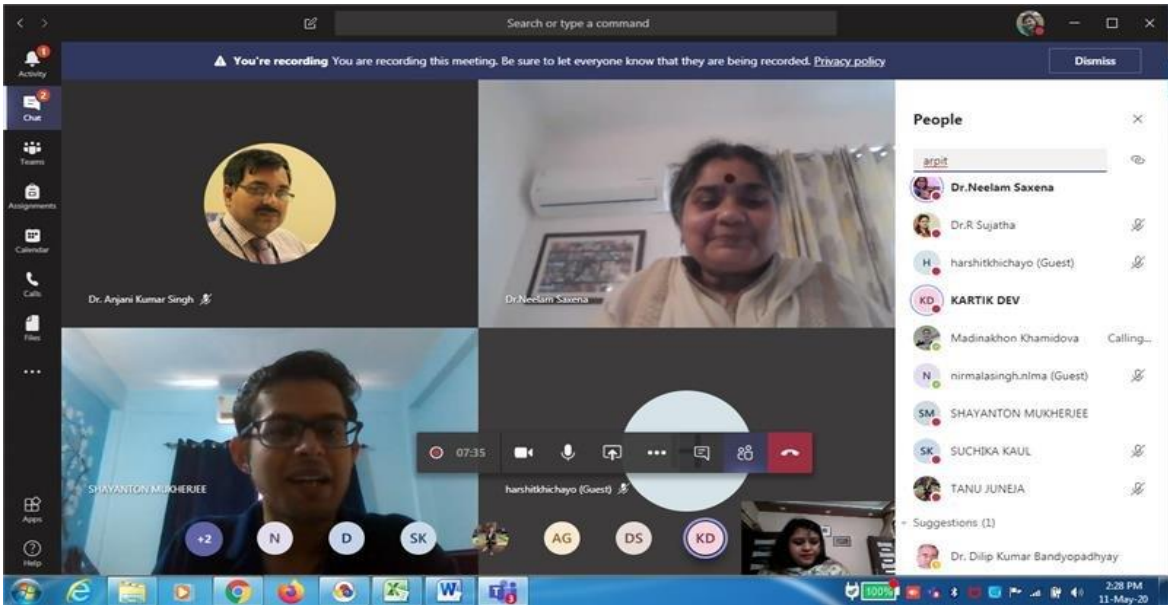 Search or type a command
1
Activity
2
Chat
Teams
Assignments
Calendar
Calls
Files
Apps
Help
You're recording You are recording this meeting. Be sure to let everyone know that they are being recorded. Privacy policy
Dismiss
Dr. Anjani Kumar Singh
Dr.Neelam Saxena
SHAYANTON MUKHERJEE
harshitkhichayo (Guest)
07:35
+2
N
D
SK
AG
DS
KD
People
arpit
Dr.Neelam Saxena
Dr.R Sujatha
H harshitkhichayo (Guest)
KD KARTIK DEV
Madinakhon Khamidova Calling...
N nirmalasingh.nlma (Guest)
SM SHAYANTON MUKHERJEE
SK SUCHIKA KAUL
TANU JUNEJA
Suggestions (1)
Dr. Dilip Kumar Bandyopadhyay
100%
2:28 PM
11-May-20